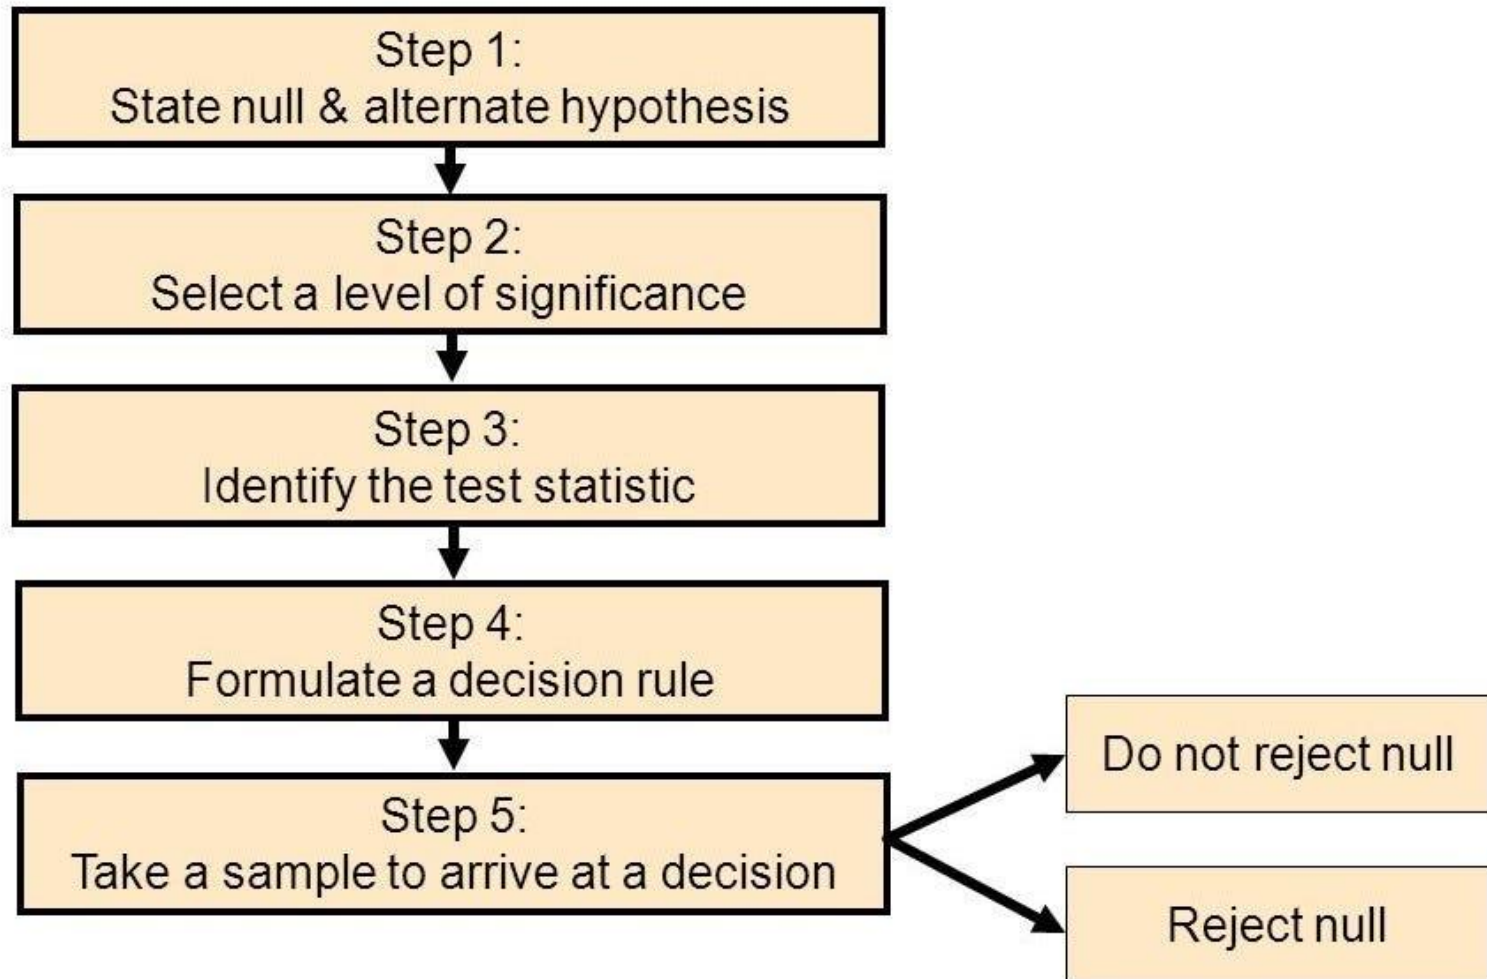 Step 1:
State null & alternate hypothesis
Step 2:
Select a level of significance
Step 3:
Identify the test statistic
Step 4:
Formulate a decision rule
Step 5:
Take a sample to arrive at a decision
Do not reject null
Reject null